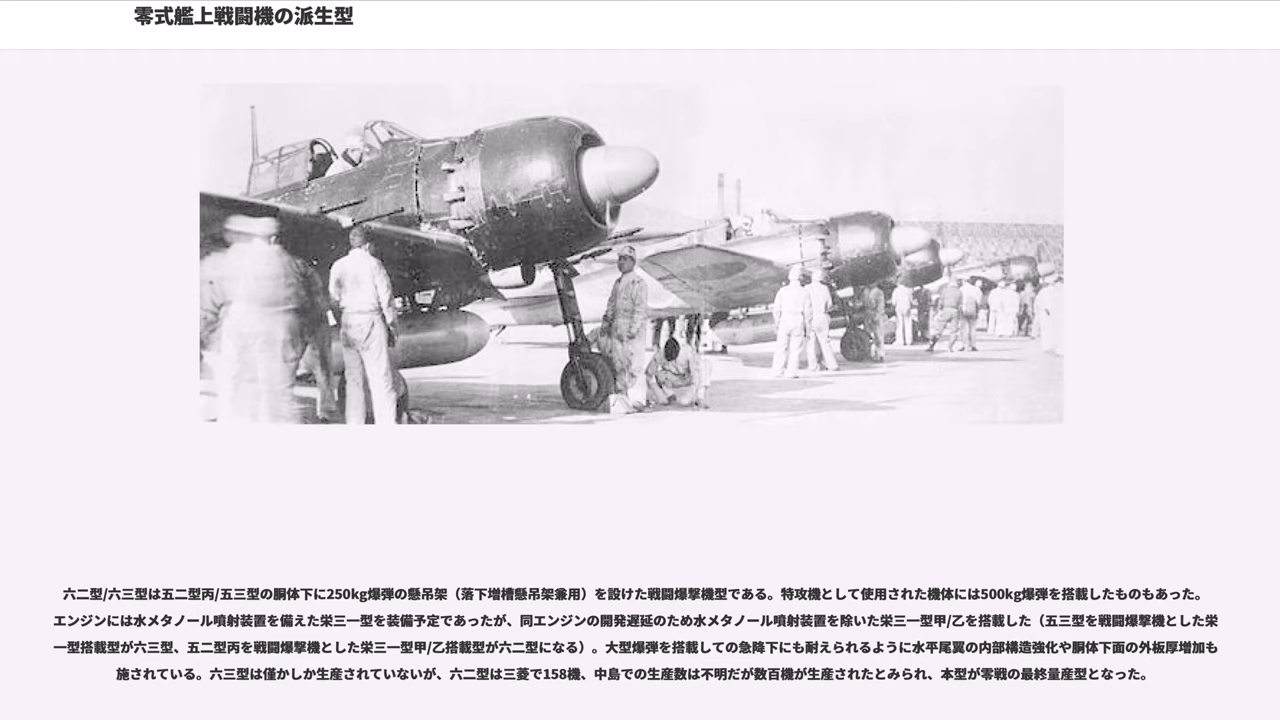 零式艦上戦闘機の派生型
六二型/六三型は五二型丙/五三型の胴体下に250kg爆弾の懸吊架（落下増槽懸吊架兼用）を設けた戦闘爆撃機型である。特攻機として使用された機体には500kg爆弾を搭載したものもあった。
エンジンには水メタノール噴射装置を備えた栄三一型を装備予定であったが、同エンジンの開発遅延のため水メタノール噴射装置を除いた栄三一型甲/乙を搭載した（五三型を戦闘爆撃機とした栄
一型搭載型が六三型、五二型丙を戦闘爆撃機とした栄三一型甲/乙搭載型が六二型になる）。大型爆弾を搭載しての急降下にも耐えられるように水平尾翼の内部構造強化や胴体下面の外板厚増加も
施されている。六三型は僅かしか生産されていないが、六二型は三菱で158機、中島での生産数は不明だが数百機が生産されたとみられ、本型が零戦の最終量産型となった。